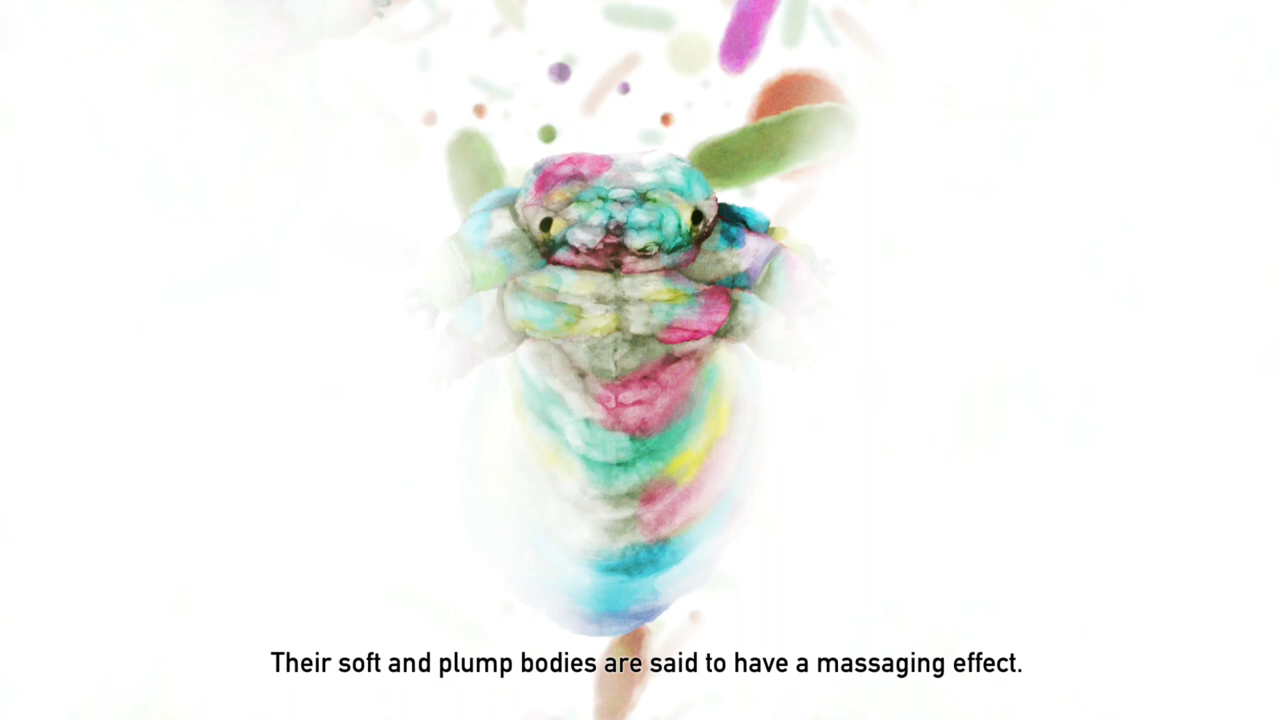 Their soft and plump bodies are said to have a massaging effect.